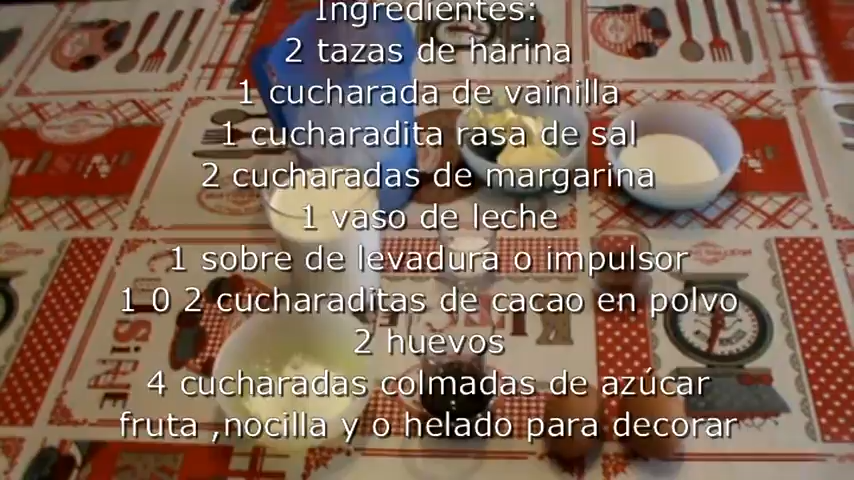 Ingredientes:
2 tazas de harina
1 cucharada de vainilla
1 cucharadita rasa de sal
2 cucharadas de margarina
1 vaso de leche
1 sobre de levadura o impulsor
1 0 2 cucharaditas de cacao en polvo
2 huevos
4 cucharadas colmadas de azúcar
fruta ,nocilla y o helado para decorar